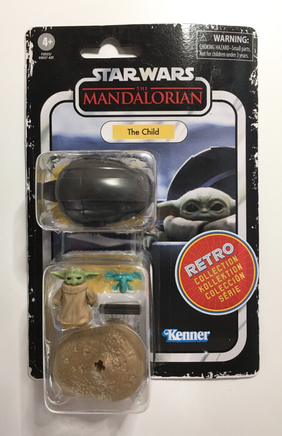 4+
WARNING:
CHOKING HAZARD—Small parts.
Not for children under 3 years.
STAR WARS
THE
MANDALORIAN
The Child
RETRO
COLLECTION
KOLLEKTION
COLECCIÓN
SERIE
Kenner